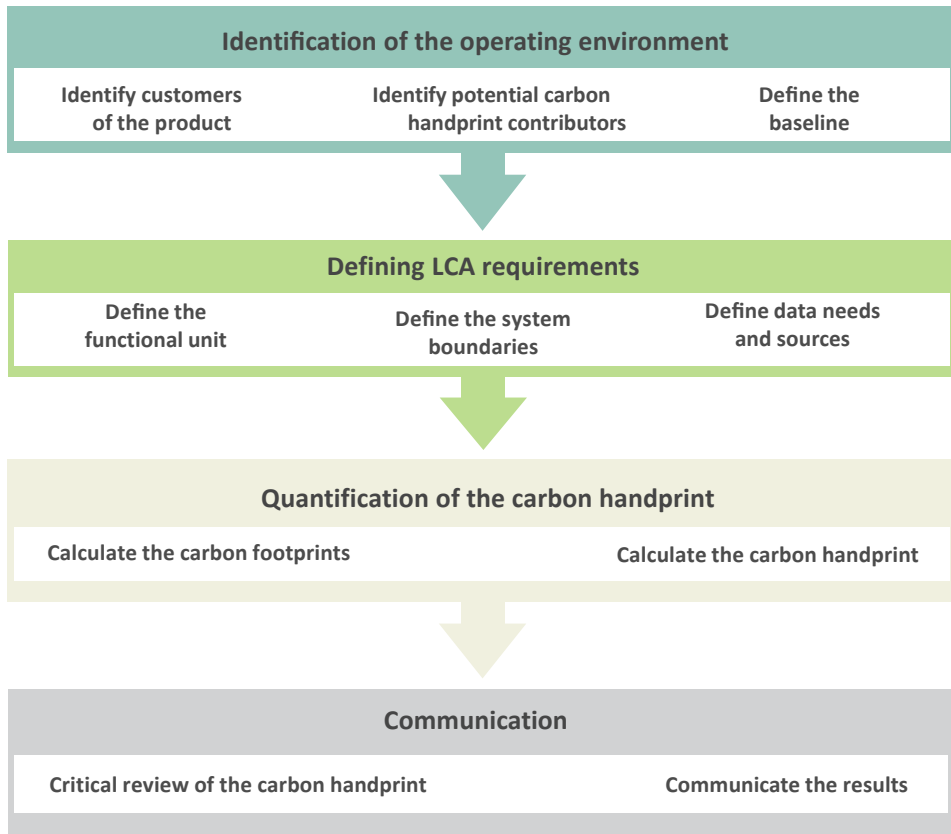 Identification of the operating environment
Identify customers
of the product
Identify potential carbon
handprint contributors
Define the
baseline
Defining LCA requirements
Define the
functional unit
Define the system
boundaries
Define data needs
and sources
Quantification of the carbon handprint
Calculate the carbon footprints
Calculate the carbon handprint
Communication
Critical review of the carbon handprint
Communicate the results